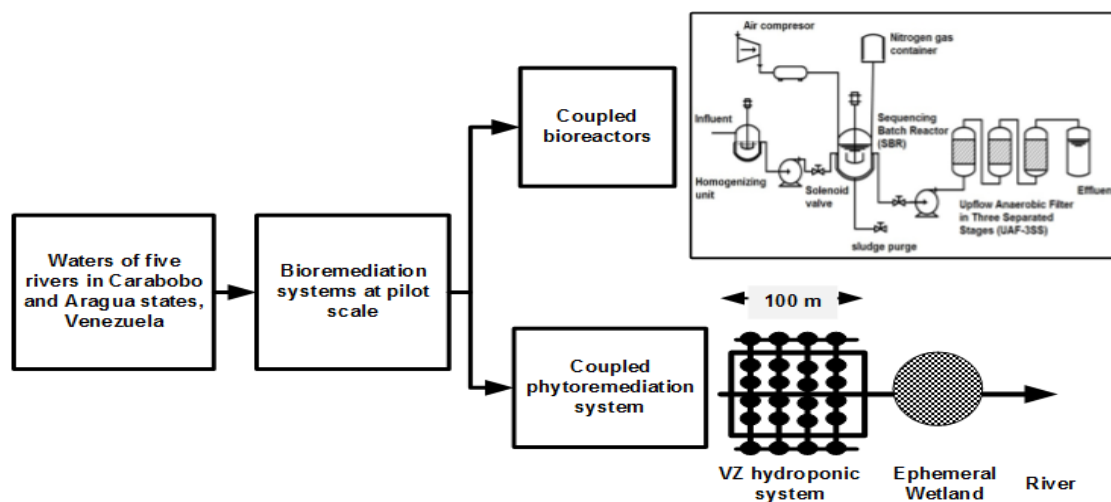 Waters of five
rivers in Carabobo
and Aragua states,
Venezuela
Bioremediation
systems at pilot
scale
Coupled
bioreactors
Air compresor
Nitrogen gas
container
Influent
Homogenizing
unit
Solenoid
valve
Sequencing
Batch Reactor
(SBR)
sludge purge
Upflow Anaerobic Filter
in Three Separated
Stages (UAF-3SS)
Effluen
Coupled
phytoremediation
system
100 m
VZ hydroponic
system
Ephemeral
Wetland
River